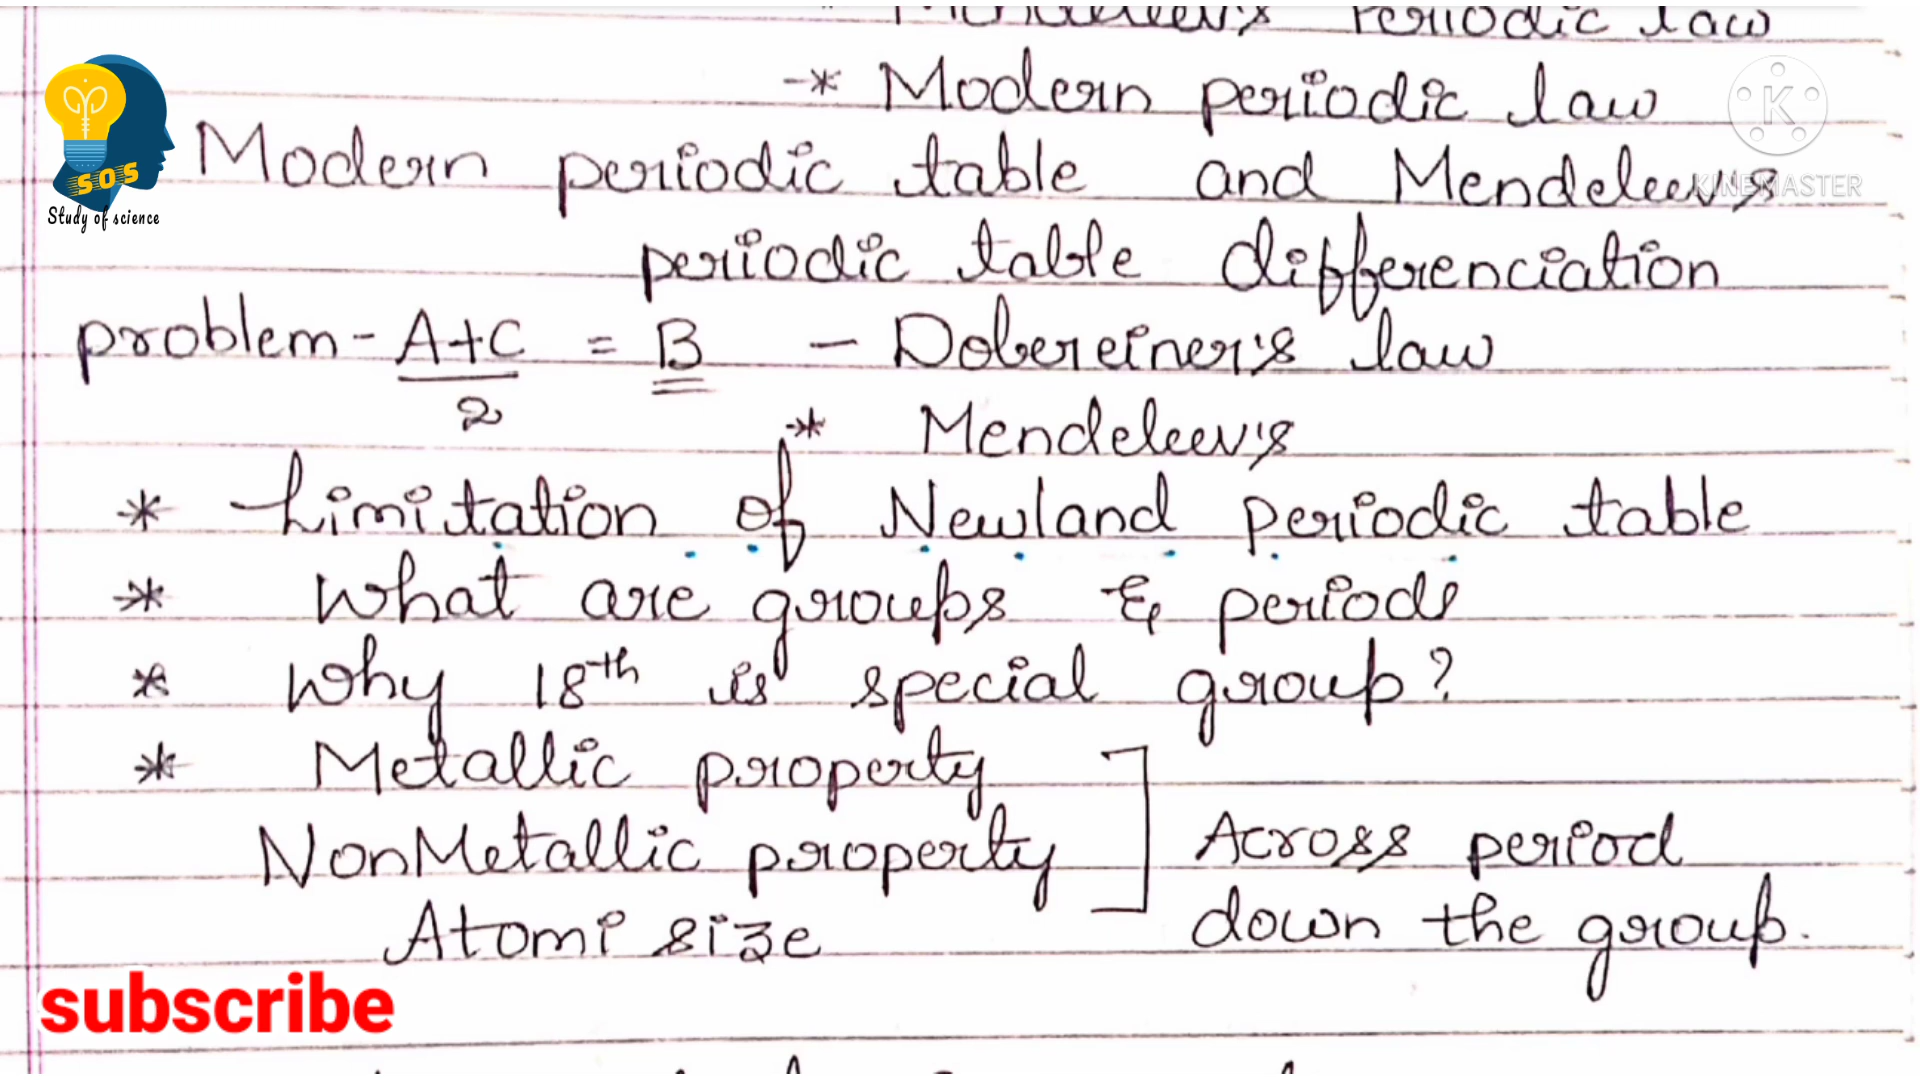 Mendeleev's Periodic law
* Modern periodic law
Modern periodic table and Mendeleev's
periodic table differenciation
problem - A+C/2 = B - Dobereiner's law
* Mendeleev's
* Limitation of Newland Periodic table
* What are groups & periods
* Why 18th is special group?
* Metallic property
NonMetallic property
Atomi size
Across period
down the group.
SOS
Study of science
K
KINEMASTER
subscribe